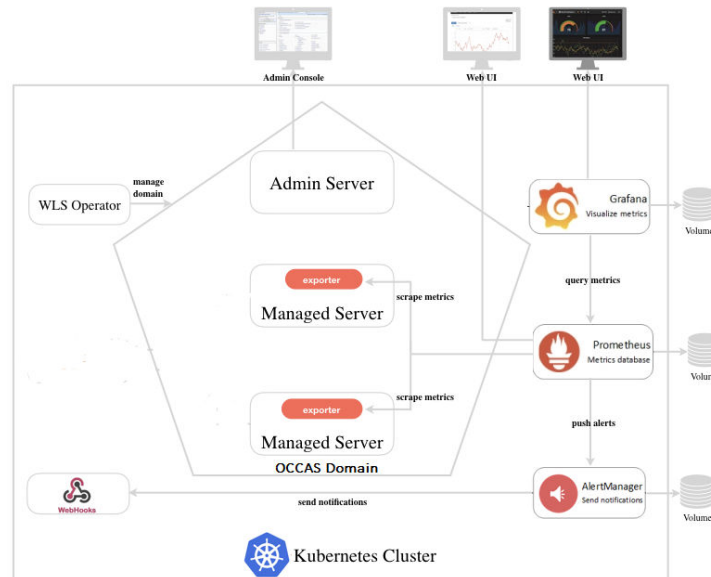 Admin Console
Web UI
Web UI
manage
domain
WLS Operator
Admin Server
Grafana
Visualize metrics
Volume
exporter
Managed Server
scrape metrics
query metrics
Prometheus
Metrics database
Volum
exporter
Managed Server
scrape metrics
OCCAS Domain
push alerts
WebHooks
send notifications
AlertManager
Send notifications
Volume
Kubernetes Cluster